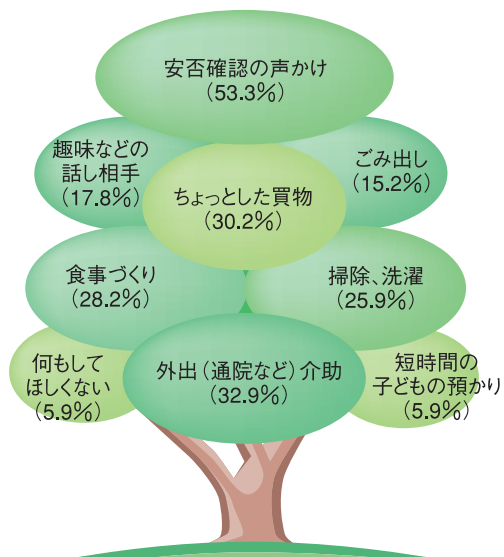 安否確認の声かけ
(53.3%)
趣味などの
話し相手
(17.8%)
ごみ出し
(15.2%)
ちょっとした買物
(30.2%)
食事づくり
(28.2%)
掃除、洗濯
(25.9%)
何もして
ほしくない
(5.9%)
外出(通院など)介助
(32.9%)
短時間の
子どもの預かり
(5.9%)